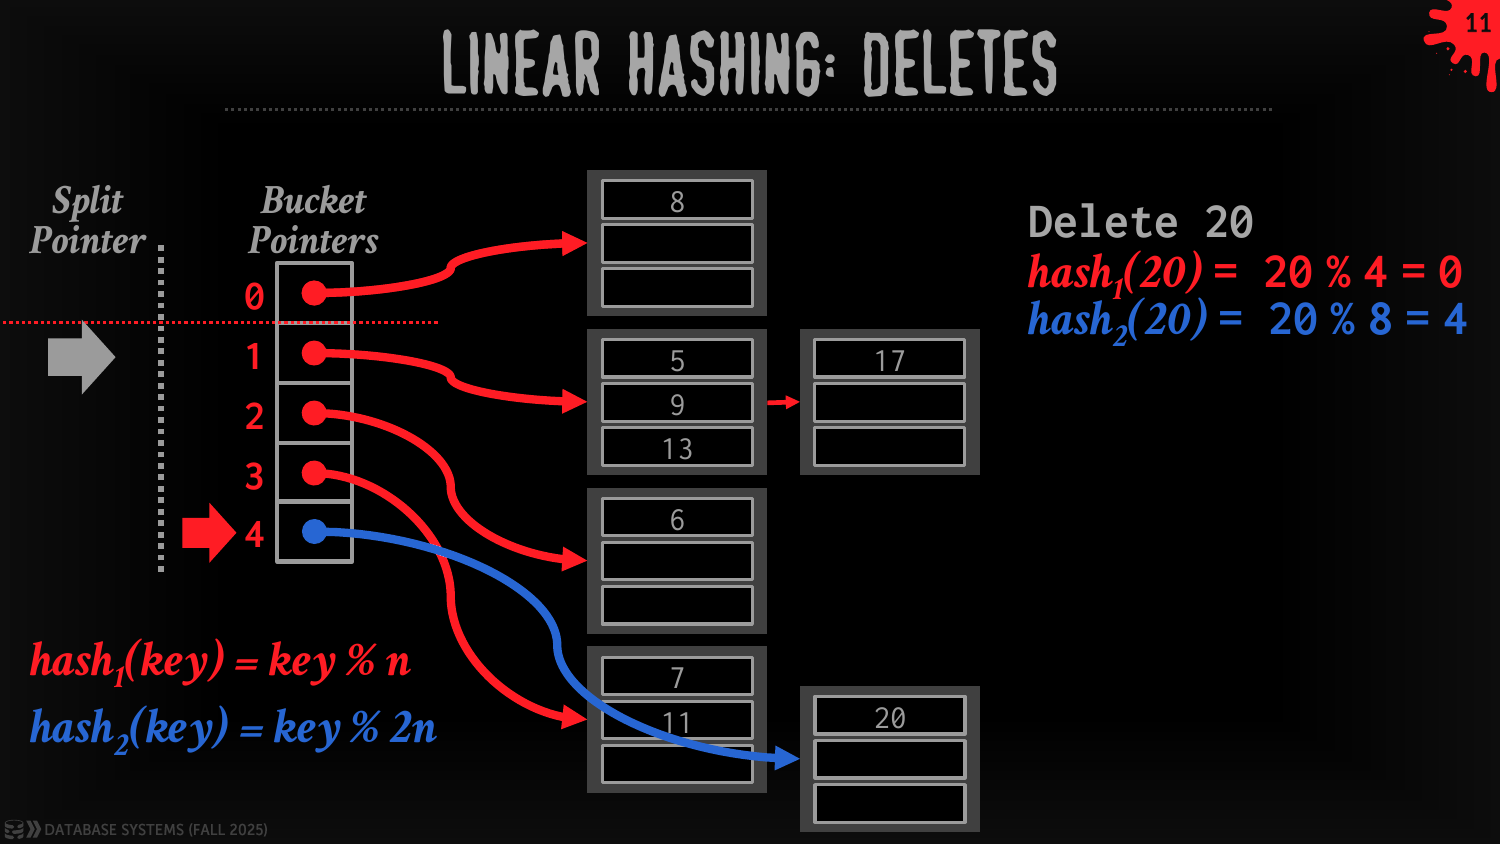 11
LINEAR HASHING: DELETES
Split
Pointer
Bucket
Pointers
0
1
2
3
4
8
5
9
13
17
6
7
11
20
Delete 20
hash1(20) = 20 % 4 = 0
hash2(20) = 20 % 8 = 4
hash1(key) = key % n
hash2(key) = key % 2n
DATABASE SYSTEMS (FALL 2025)